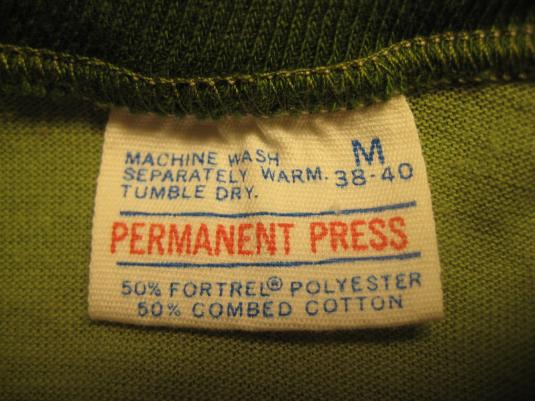 MACHINE WASH
SEPARATELY WARM.
TUMBLE DRY.
M
38-40
PERMANENT PRESS
50% FORTREL® POLYESTER
50% COMBED COTTON